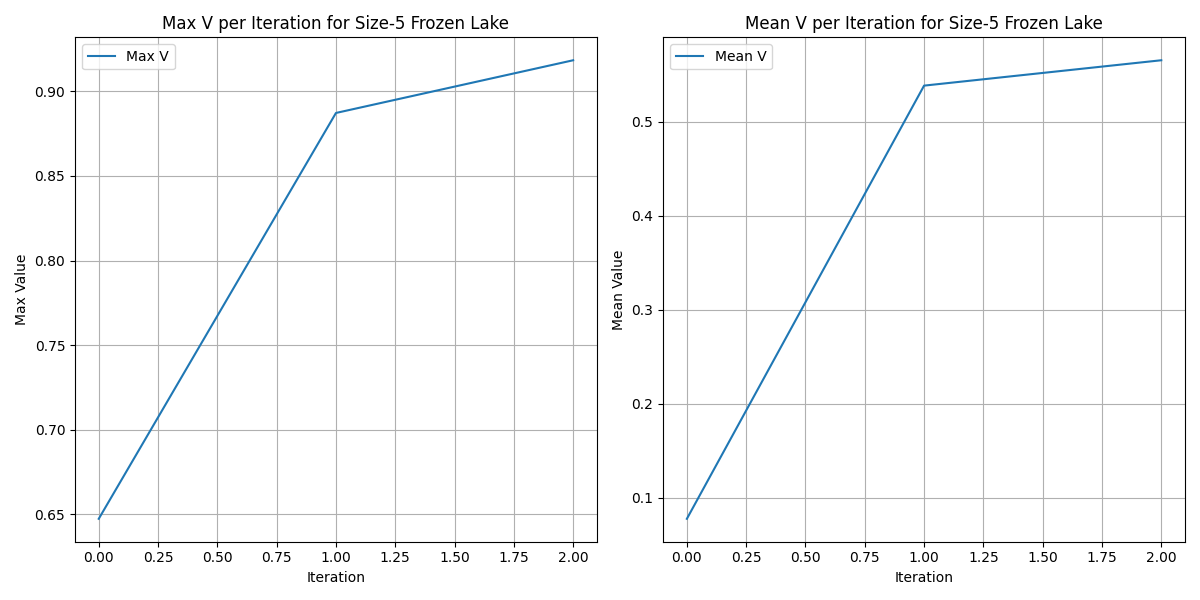 Max V per Iteration for Size-5 Frozen Lake
Max V
0.90
0.85
0.80
0.75
0.70
0.65
Max Value
0.00 0.25 0.50 0.75 1.00 1.25 1.50 1.75 2.00
Iteration
Mean V per Iteration for Size-5 Frozen Lake
Mean V
0.5
0.4
0.3
0.2
0.1
Mean Value
0.00 0.25 0.50 0.75 1.00 1.25 1.50 1.75 2.00
Iteration